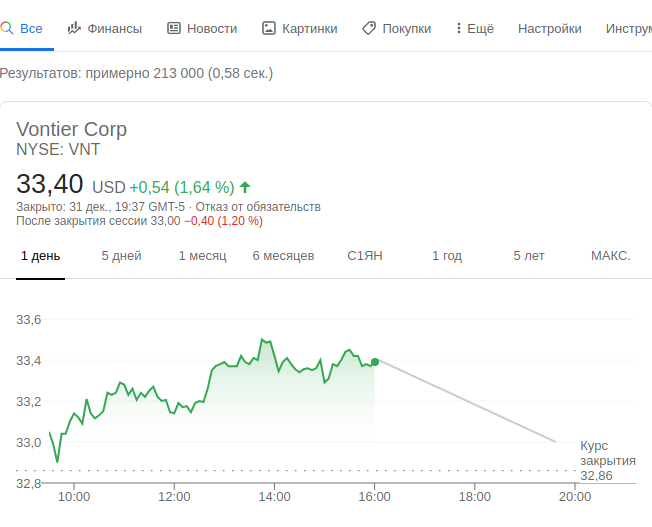 Все Финансы Новости Картинки Покупки Ещё Настройки
Результатов: примерно 213 000 (0,58 сек.)
Vontier Corp
NYSE: VNT
33,40 USD +0,54 (1,64 %)
Закрыто: 31 дек., 19:37 GMT-5 · Отказ от обязательств
После закрытия сессии 33,00 −0,40 (1,20 %)
1 день 5 дней 1 месяц 6 месяцев С1ЯН 1 год 5 лет МАКС.
33,6
33,4
33,2
33,0
Курс
закрытия
32,86
32,8
10:00 12:00 14:00 16:00 18:00 20:00